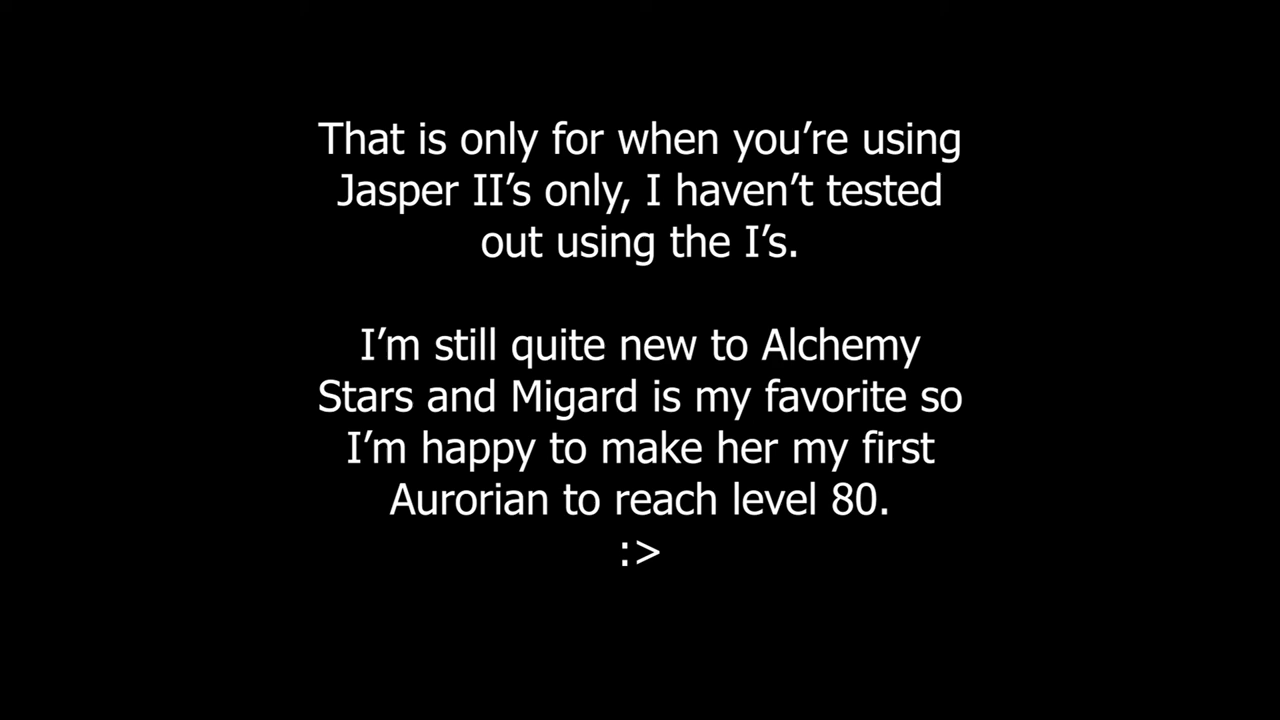 That is only for when you’re using
Jasper II’s only, I haven’t tested
out using the I’s.
I’m still quite new to Alchemy
Stars and Migard is my favorite so
I’m happy to make her my first
Aurorian to reach level 80.
:>